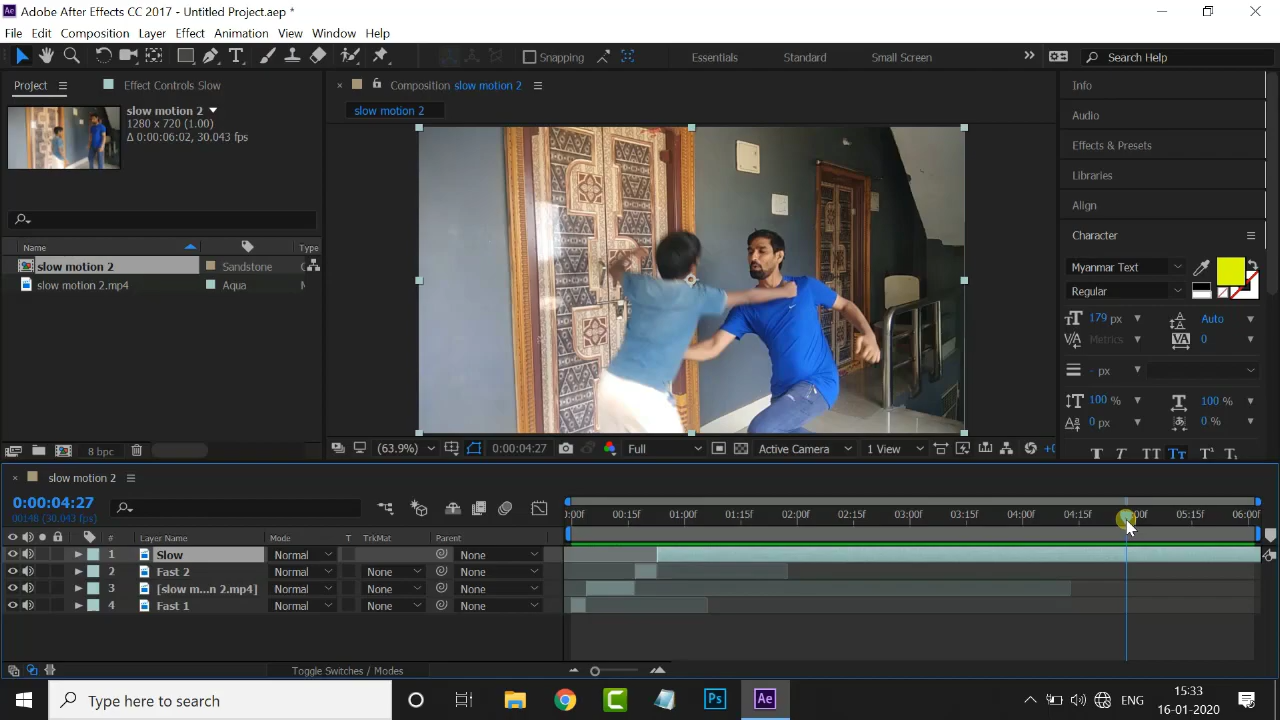 Adobe After Effects CC 2017 - Untitled Project.aep *
File Edit Composition Layer Effect Animation View Window Help
Snapping
Essentials Standard Small Screen
Search Help
Project
Effect Controls Slow
Composition slow motion 2
slow motion 2
slow motion 2
1280 x 720 (1.00)
Δ 0:00:06:02, 30.043 fps
Name Type
slow motion 2 Sandstone
slow motion 2.mp4 Aqua
8 bpc
(63.9%) 0:00:04:27 Full Active Camera 1 View +0
Info
Audio
Effects & Presets
Libraries
Align
Character
Myanmar Text
Regular
179 px Auto
Metrics 0
- px
100 % 100 %
0 px 0 %
slow motion 2
0:00:04:27
00148 (30.043 fps)
:00f 00:15f 01:00f 01:15f 02:00f 02:15f 03:00f 03:15f 04:00f 04:15f 05:15f 06:00f
# Layer Name Mode T TrkMat Parent
1 Slow Normal None
2 Fast 2 Normal None None
3 [slow m...n 2.mp4] Normal None None
4 Fast 1 Normal None None
Toggle Switches / Modes
Type here to search
ENG
15:33
16-01-2020